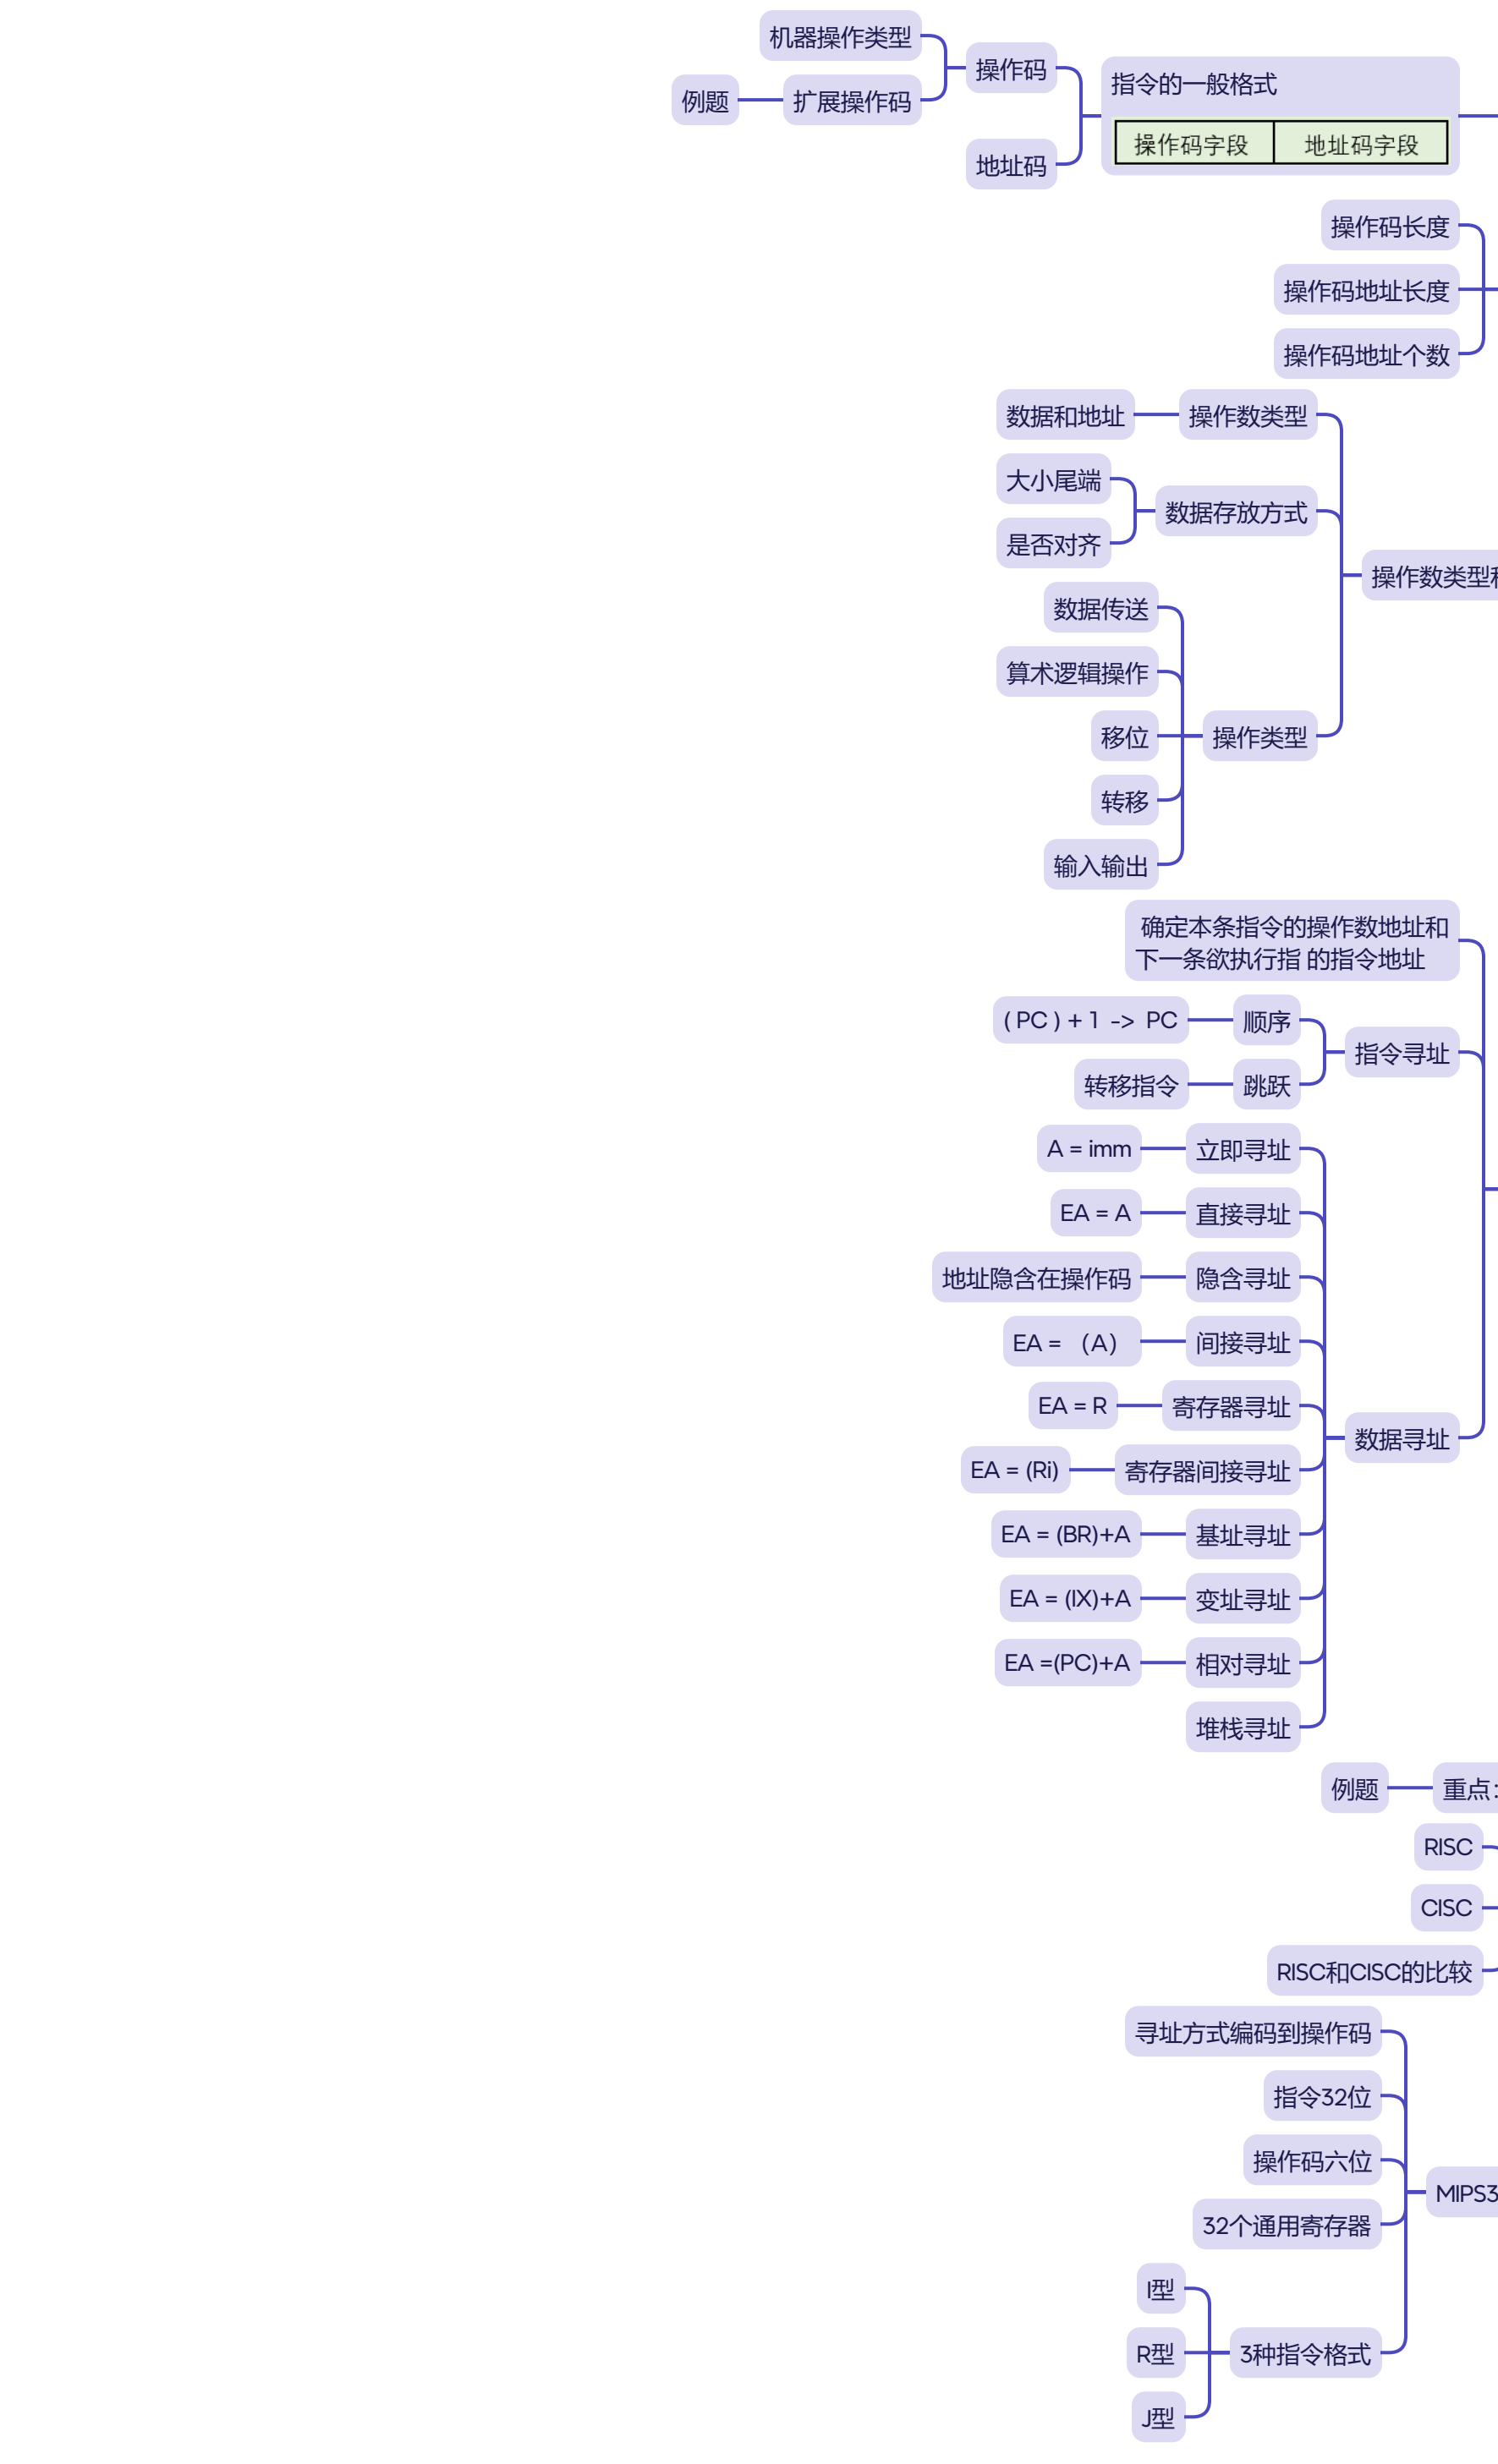 机器操作类型
操作码
例题
扩展操作码
指令的一般格式
操作码字段
地址码字段
地址码
操作码长度
操作码地址长度
操作码地址个数
数据和地址
操作数类型
大小尾端
数据存放方式
是否对齐
操作数类型
数据传送
算术逻辑操作
移位
操作类型
转移
输入输出
确定本条指令的操作数地址和
下一条欲执行指 的指令地址
( PC ) + 1 -> PC
顺序
指令寻址
转移指令
跳跃
A = imm
立即寻址
EA = A
直接寻址
地址隐含在操作码
隐含寻址
EA = （A）
间接寻址
EA = R
寄存器寻址
数据寻址
EA = (Ri)
寄存器间接寻址
EA = (BR)+A
基址寻址
EA = (IX)+A
变址寻址
EA =(PC)+A
相对寻址
堆栈寻址
例题
重点：
RISC
CISC
RISC和CISC的比较
寻址方式编码到操作码
指令32位
操作码六位
MIPS3
32个通用寄存器
I型
R型
3种指令格式
J型